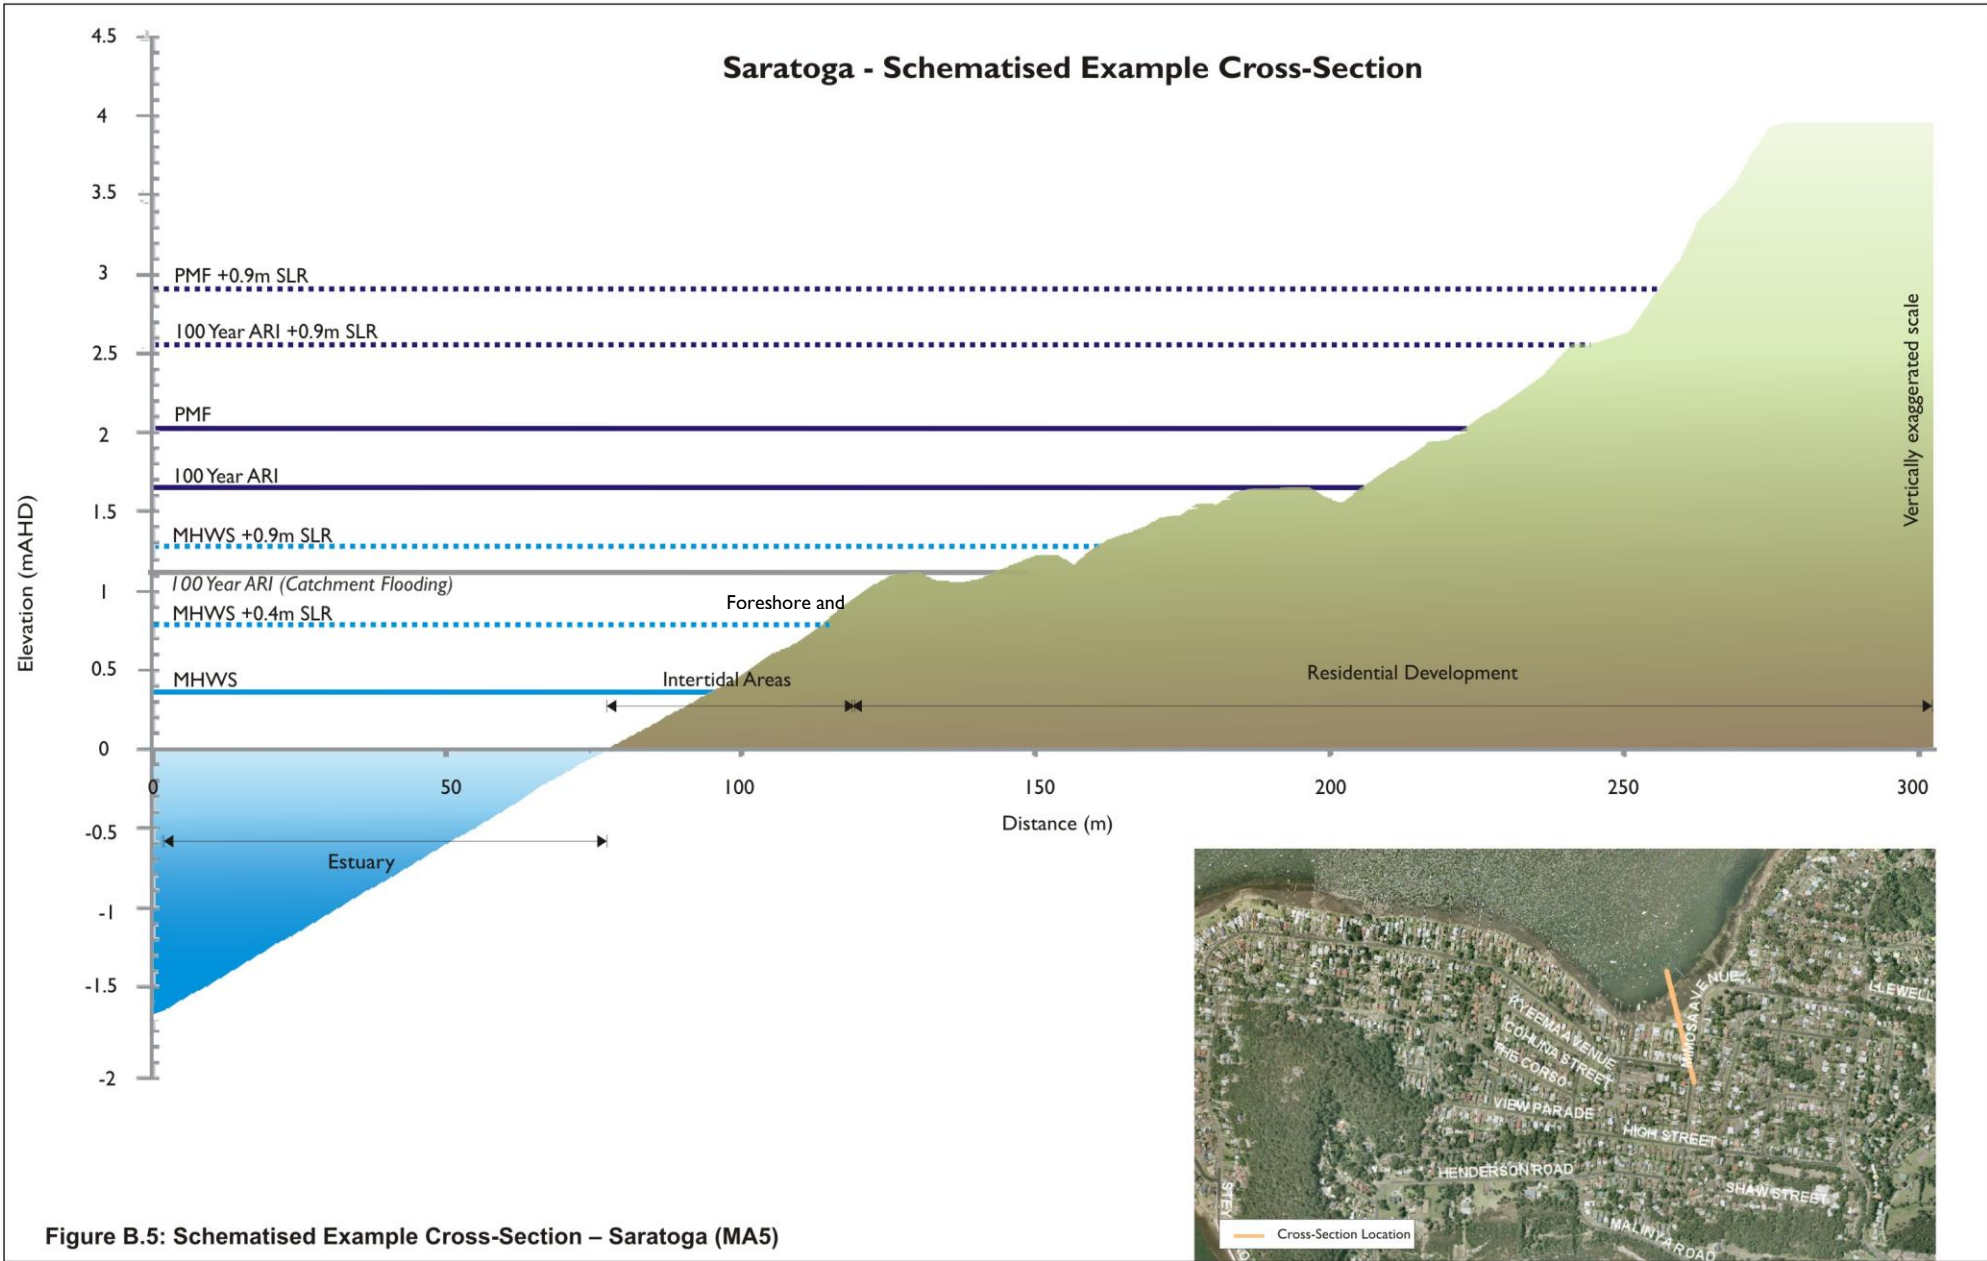 Saratoga - Schematised Example Cross-Section
4.5
4
3.5
3
2.5
2
1.5
1
0.5
0
-0.5
-1
-1.5
-2
Elevation (mAHD)
PMF +0.9m SLR
100 Year ARI +0.9m SLR
PMF
100 Year ARI
MHWS +0.9m SLR
100 Year ARI (Catchment Flooding)
MHWS +0.4m SLR
MHWS
Foreshore and
Intertidal Areas
Residential Development
Vertically exaggerated scale
0
50
100
150
200
250
300
Distance (m)
Estuary
MIMOSA AVENUE
LLEWELL
KYEEMA AVENUE
COHUNA STREET
THE CORSO
VIEW PARADE
HIGH STREET
HENDERSON ROAD
SHAW STREET
MALINYA ROAD
Cross-Section Location
Figure B.5: Schematised Example Cross-Section – Saratoga (MA5)